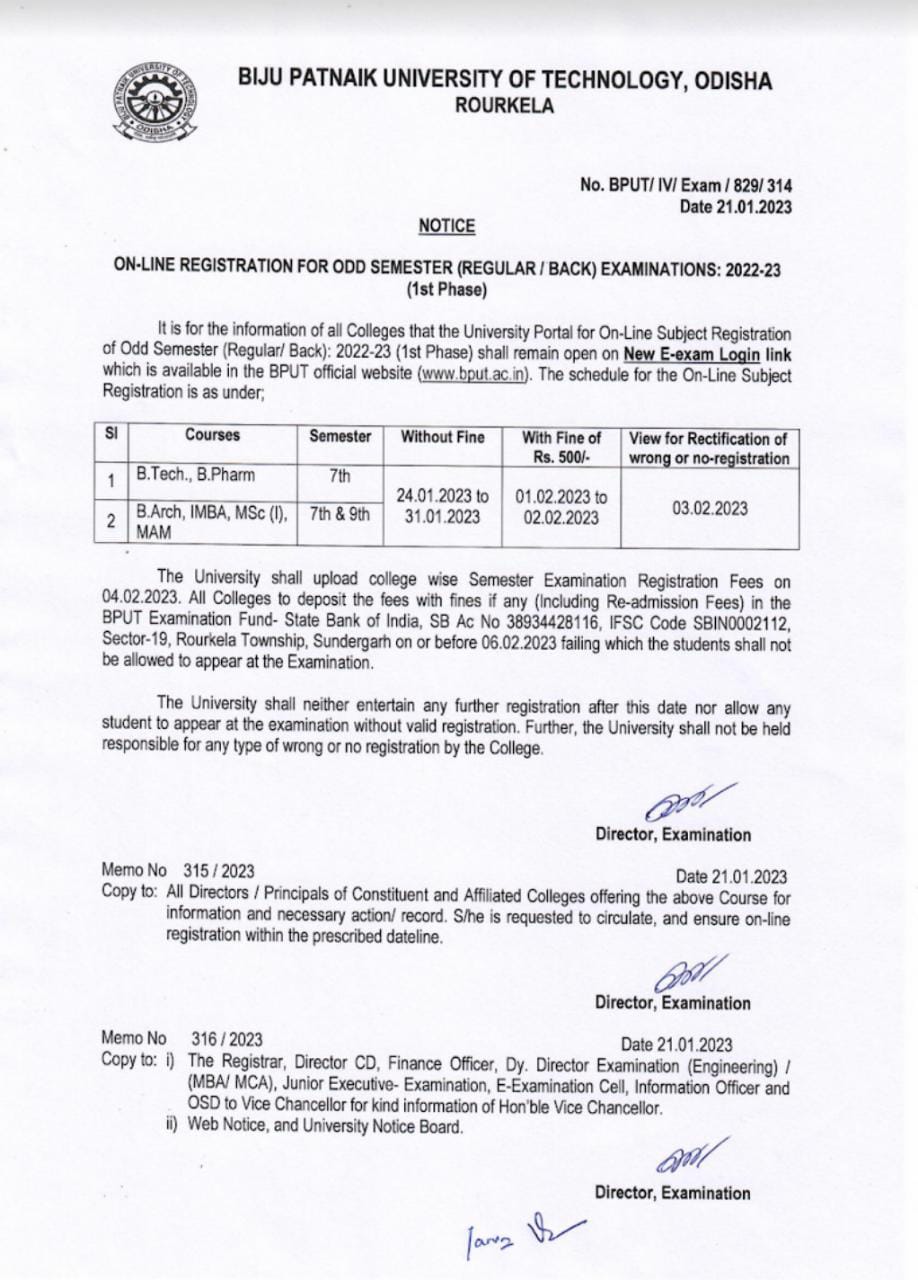 BIJU PATNAIK UNIVERSITY OF TECHNOLOGY, ODISHA
ROURKELA
BIJU PATNAIK UNIVERSITY OF TECHNOLOGY
ODISHA
No. BPUT/ IV/ Exam / 829/ 314
Date 21.01.2023
NOTICE
ON-LINE REGISTRATION FOR ODD SEMESTER (REGULAR / BACK) EXAMINATIONS: 2022-23
(1st Phase)
It is for the information of all Colleges that the University Portal for On-Line Subject Registration
of Odd Semester (Regular/ Back): 2022-23 (1st Phase) shall remain open on New E-exam Login link
which is available in the BPUT official website (www.bput.ac.in). The schedule for the On-Line Subject
Registration is as under;
Sl Courses Semester Without Fine With Fine of Rs. 500/- View for Rectification of wrong or no-registration
1 B.Tech., B.Pharm 7th 24.01.2023 to 31.01.2023 01.02.2023 to 02.02.2023 03.02.2023
2 B.Arch, IMBA, MSc (I), MAM 7th & 9th
The University shall upload college wise Semester Examination Registration Fees on
04.02.2023. All Colleges to deposit the fees with fines if any (Including Re-admission Fees) in the
BPUT Examination Fund- State Bank of India, SB Ac No 38934428116, IFSC Code SBIN0002112,
Sector-19, Rourkela Township, Sundergarh on or before 06.02.2023 failing which the students shall not
be allowed to appear at the Examination.
The University shall neither entertain any further registration after this date nor allow any
student to appear at the examination without valid registration. Further, the University shall not be held
responsible for any type of wrong or no registration by the College.
Director, Examination
Memo No 315 / 2023 Date 21.01.2023
Copy to: All Directors / Principals of Constituent and Affiliated Colleges offering the above Course for
information and necessary action/ record. S/he is requested to circulate, and ensure on-line
registration within the prescribed dateline.
Director, Examination
Memo No 316 / 2023 Date 21.01.2023
Copy to: i) The Registrar, Director CD, Finance Officer, Dy. Director Examination (Engineering) /
(MBA/ MCA), Junior Executive- Examination, E-Examination Cell, Information Officer and
OSD to Vice Chancellor for kind information of Hon'ble Vice Chancellor.
ii) Web Notice, and University Notice Board.
Director, Examination